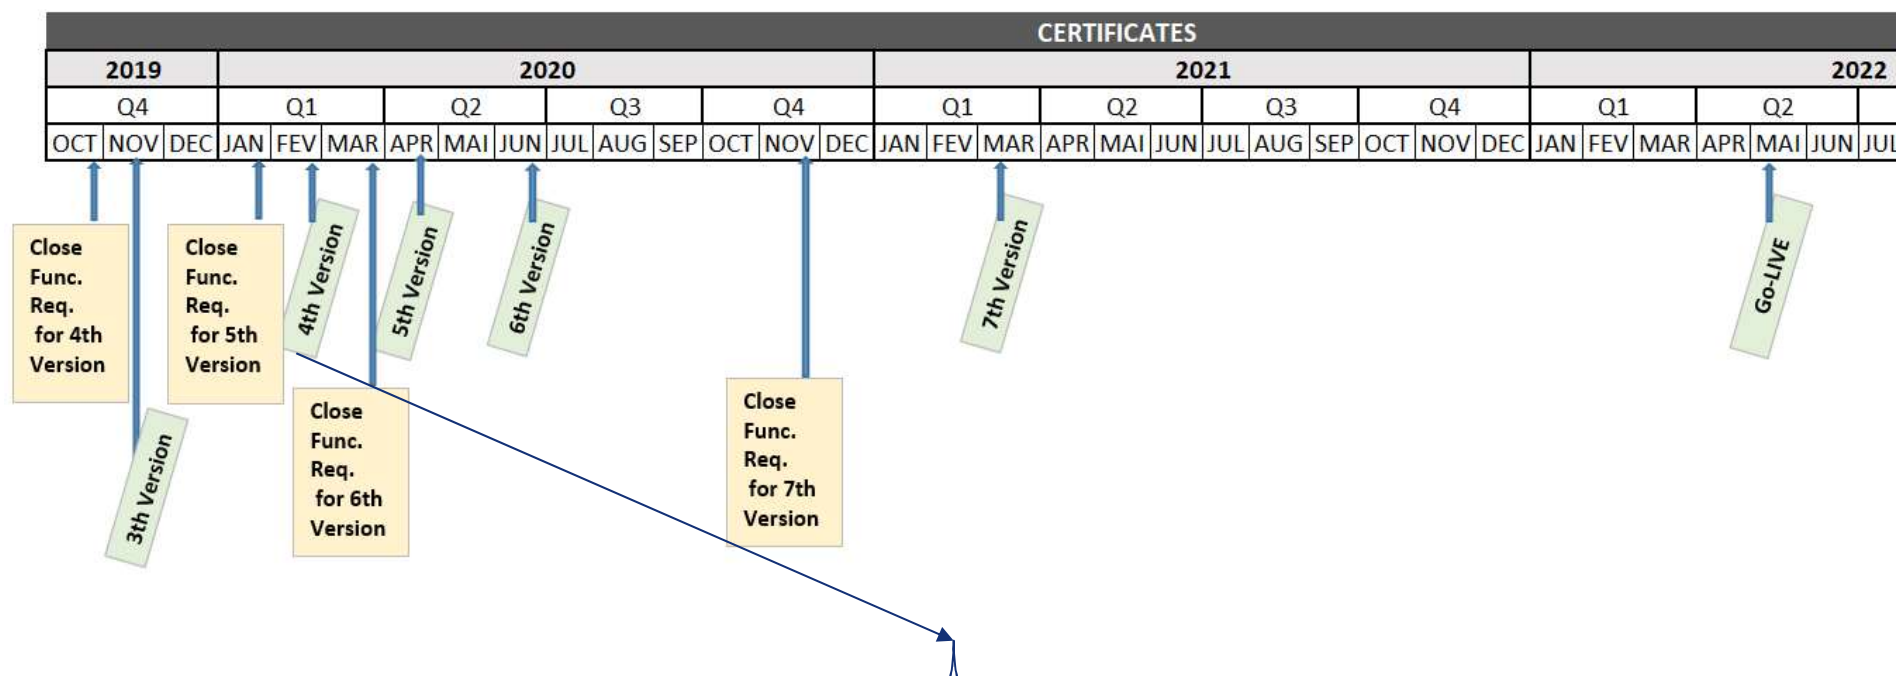 CERTIFICATES
2019 2020 2021 2022
Q4 Q1 Q2 Q3 Q4 Q1 Q2 Q3 Q4 Q1 Q2
OCT NOV DEC JAN FEV MAR APR MAI JUN JUL AUG SEP OCT NOV DEC JAN FEV MAR APR MAI JUN JUL AUG SEP OCT NOV DEC JAN FEV MAR APR MAI JUN JUL
Close
Func.
Req.
for 4th
Version
3th Version
Close
Func.
Req.
for 5th
Version
4th Version
Close
Func.
Req.
for 6th
Version
5th Version
6th Version
Close
Func.
Req.
for 7th
Version
7th Version
Go-LIVE